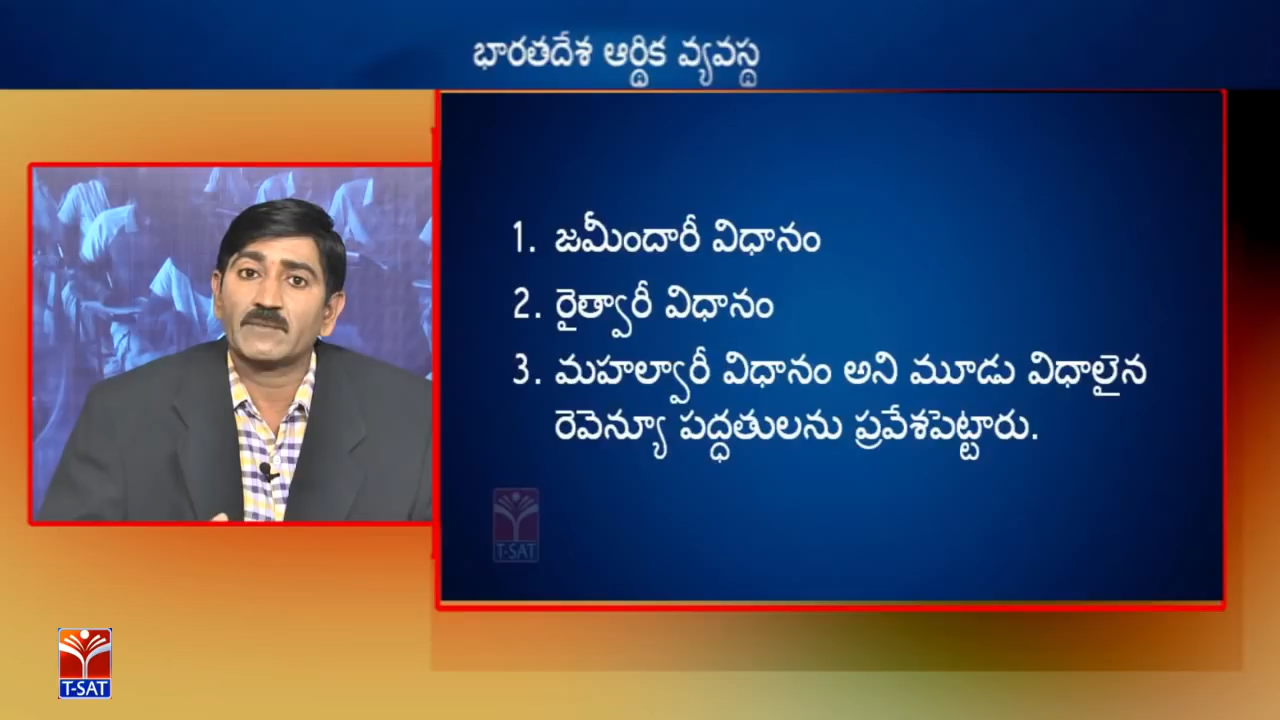 భారతదేశ ఆర్థిక వ్యవస్థ
1. జమీందారీ విధానం
2. రైత్వారీ విధానం
3. మహల్వారీ విధానం అని మూడు విధాలైన
రెవెన్యూ పద్ధతులను ప్రవేశపెట్టారు.
T-SAT
T-SAT